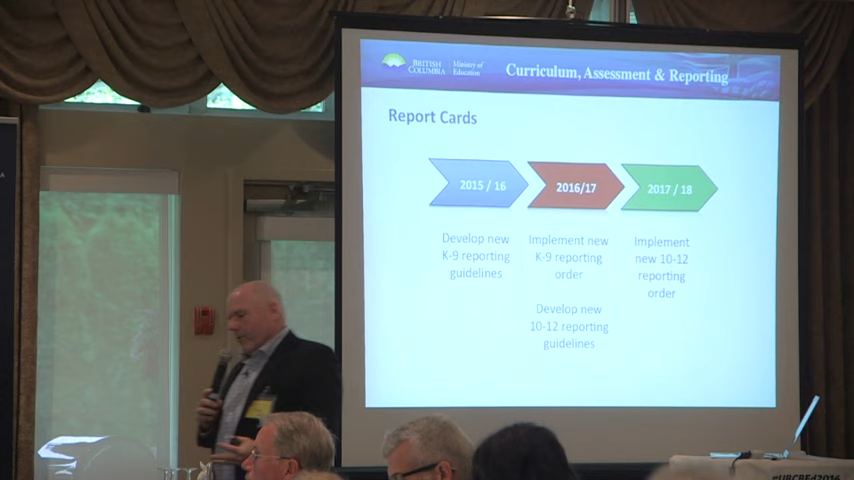 BRITISH
COLUMBIA
Ministry of
Education
Curriculum, Assessment & Reporting
Report Cards
2015 / 16
2016/17
2017 / 18
Develop new
K-9 reporting
guidelines
Implement new
K-9 reporting
order
Develop new
10-12 reporting
guidelines
Implement
new 10-12
reporting
order
#UBCBEd2016